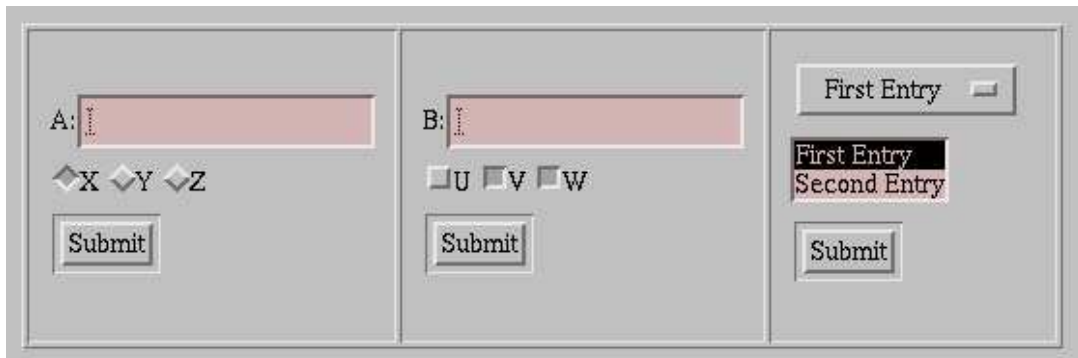 A:
X Y Z
Submit
B:
U V W
Submit
First Entry
First Entry
Second Entry
Submit